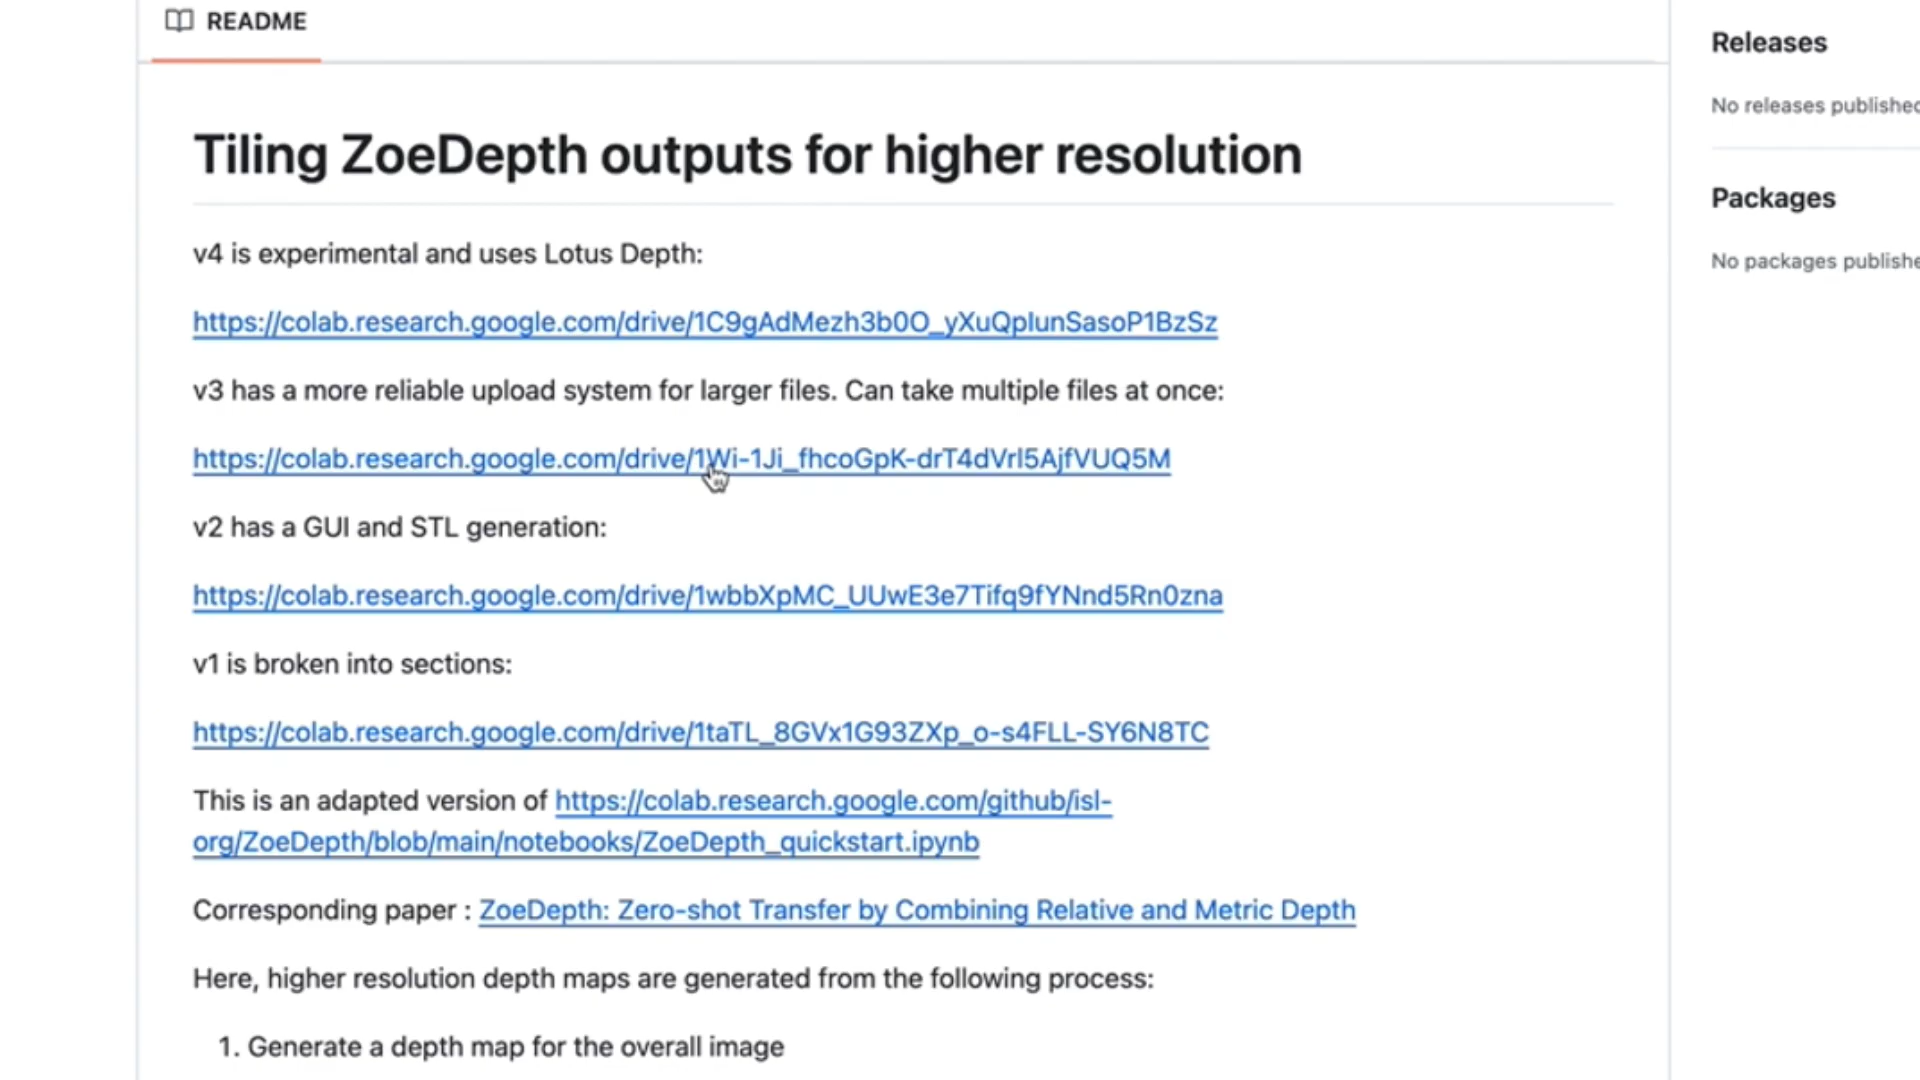 README
Tiling ZoeDepth outputs for higher resolution
v4 is experimental and uses Lotus Depth:
https://colab.research.google.com/drive/1C9gAdMezh3b0O_yXuQpIunSasoP1BzSz
v3 has a more reliable upload system for larger files. Can take multiple files at once:
https://colab.research.google.com/drive/1Wi-1Ji_fhcoGpK-drT4dVrl5AjfVUQ5M
v2 has a GUI and STL generation:
https://colab.research.google.com/drive/1wbbXpMC_UUwE3e7Tifq9fYNnd5Rn0zna
v1 is broken into sections:
https://colab.research.google.com/drive/1taTL_8GVx1G93ZXp_o-s4FLL-SY6N8TC
This is an adapted version of https://colab.research.google.com/github/isl-
org/ZoeDepth/blob/main/notebooks/ZoeDepth_quickstart.ipynb
Corresponding paper : ZoeDepth: Zero-shot Transfer by Combining Relative and Metric Depth
Here, higher resolution depth maps are generated from the following process:
1. Generate a depth map for the overall image
Releases
No releases published
Packages
No packages publishe